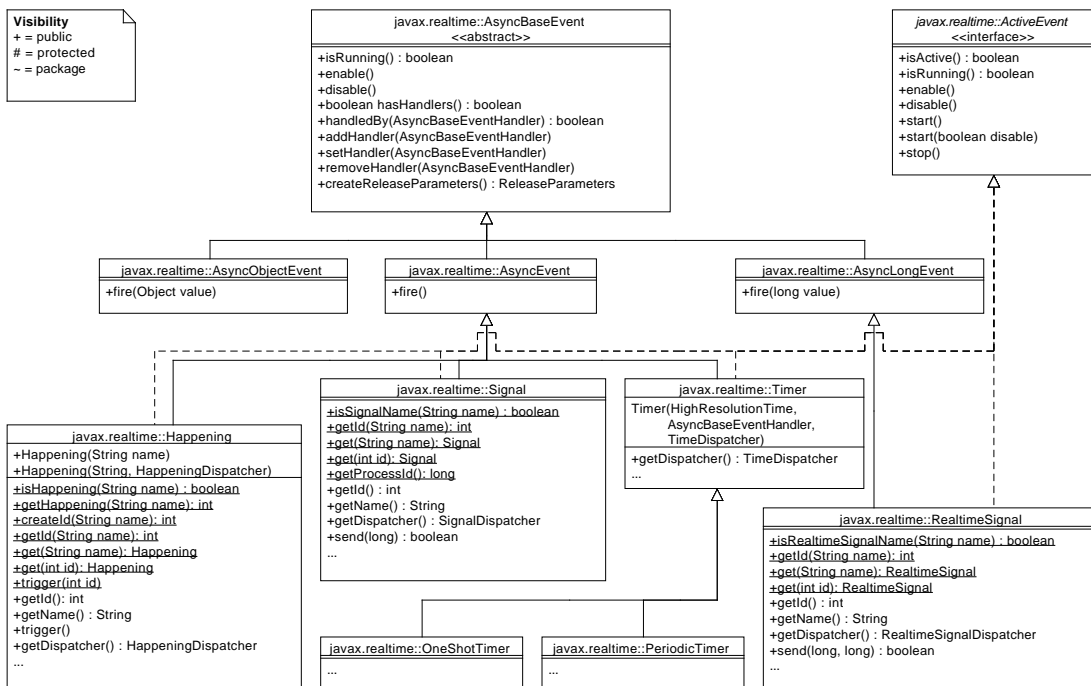 Visibility
+ = public
# = protected
~ = package
javax.realtime::AsyncBaseEvent
<<abstract>>
+isRunning() : boolean
+enable()
+disable()
+boolean hasHandlers() : boolean
+handledBy(AsyncBaseEventHandler) : boolean
+addHandler(AsyncBaseEventHandler)
+setHandler(AsyncBaseEventHandler)
+removeHandler(AsyncBaseEventHandler)
+createReleaseParameters() : ReleaseParameters
javax.realtime::ActiveEvent
<<interface>>
+isActive() : boolean
+isRunning() : boolean
+enable()
+disable()
+start()
+start(boolean disable)
+stop()
javax.realtime::AsyncObjectEvent
+fire(Object value)
javax.realtime::AsyncEvent
+fire()
javax.realtime::AsyncLongEvent
+fire(long value)
javax.realtime::Happening
+Happening(String name)
+Happening(String, HappeningDispatcher)
+isHappening(String name) : boolean
+getHappening(String name): int
+createId(String name): int
+getId(String name): int
+get(String name): Happening
+get(int id): Happening
+trigger(int id)
+getId(): int
+getName() : String
+trigger()
+getDispatcher() : HappeningDispatcher
...
javax.realtime::Signal
+isSignalName(String name) : boolean
+getId(String name): int
+get(String name): Signal
+get(int id): Signal
+getProcessId(): long
+getId() : int
+getName() : String
+getDispatcher() : SignalDispatcher
+send(long) : boolean
...
javax.realtime::Timer
Timer(HighResolutionTime,
AsyncBaseEventHandler,
TimeDispatcher)
+getDispatcher() : TimeDispatcher
...
javax.realtime::RealtimeSignal
+isRealtimeSignalName(String name) : boolean
+getId(String name): int
+get(String name): RealtimeSignal
+get(int id): RealtimeSignal
+getId() : int
+getName() : String
+getDispatcher() : RealtimeSignalDispatcher
+send(long, long) : boolean
...
javax.realtime::OneShotTimer
...
javax.realtime::PeriodicTimer
...